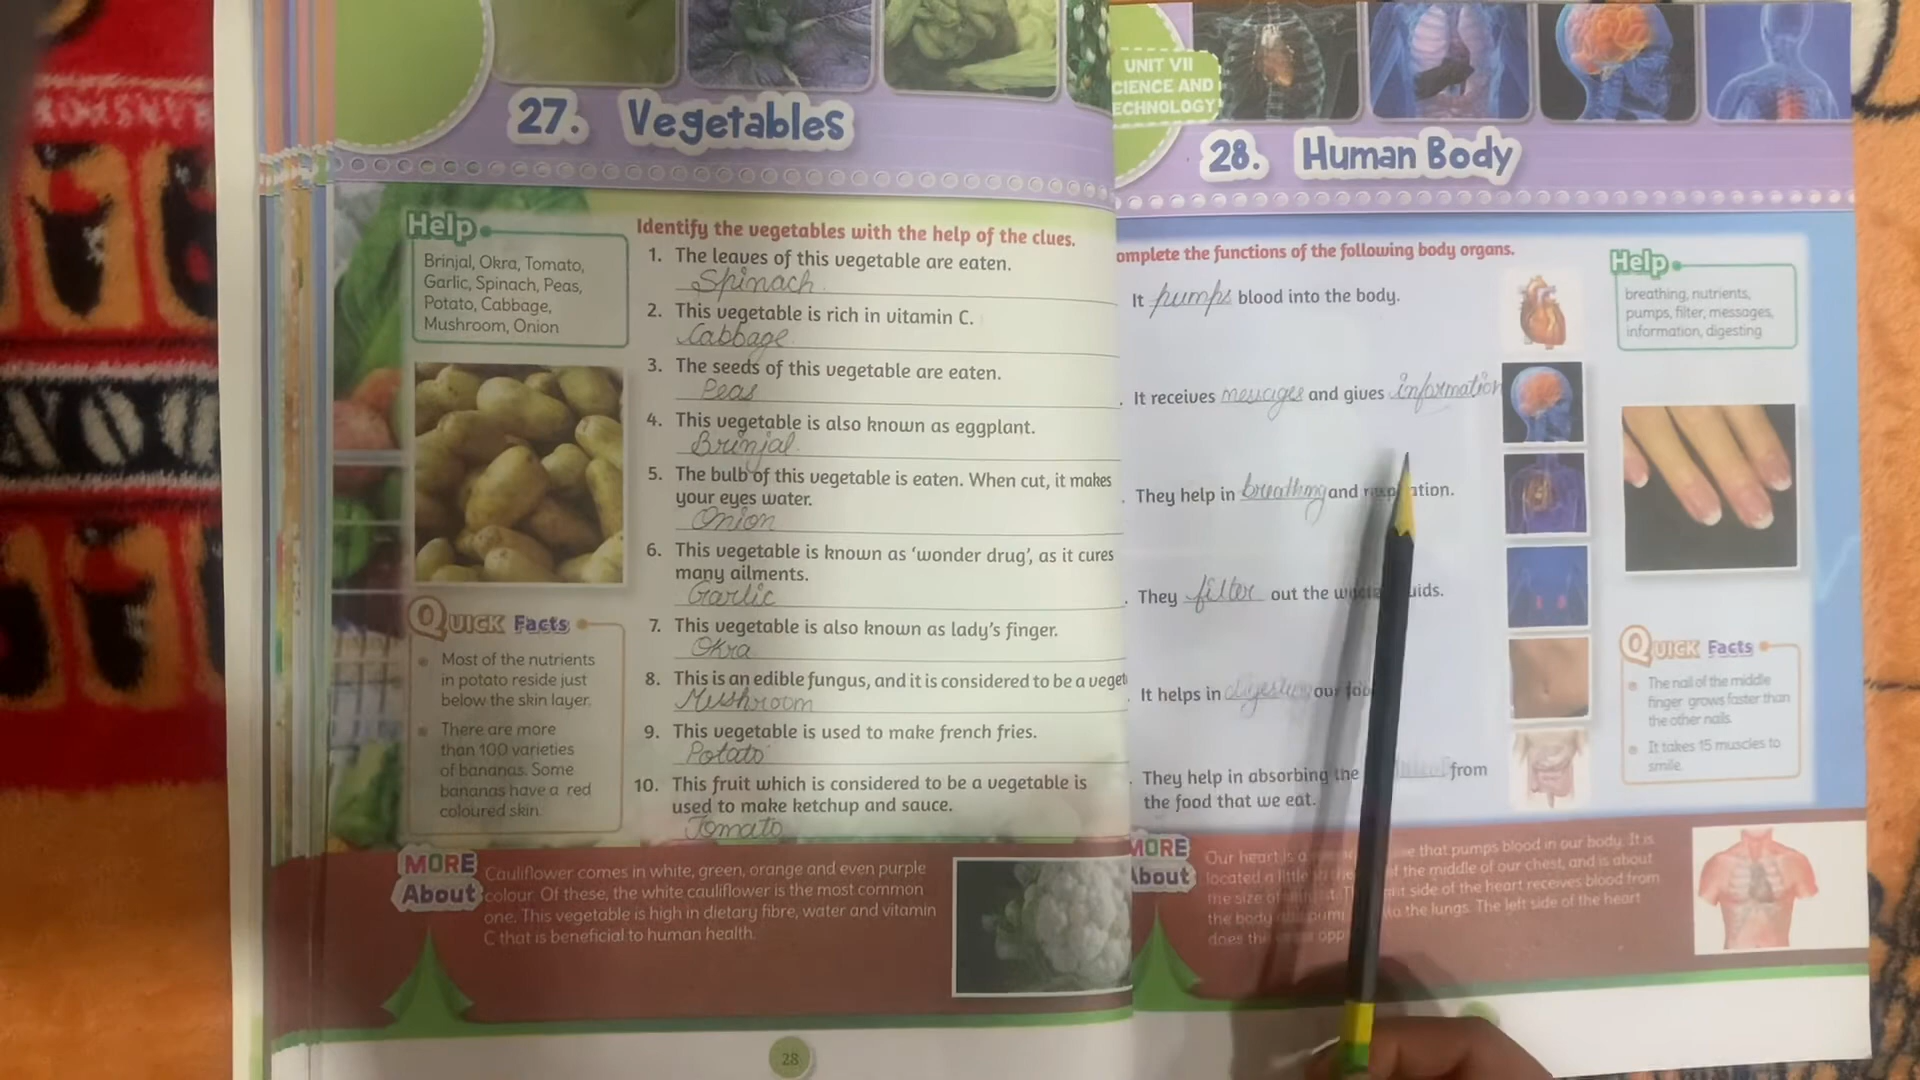 27. Vegetables
Help
Brinjal, Okra, Tomato,
Garlic, Spinach, Peas,
Potato, Cabbage,
Mushroom, Onion
Identify the vegetables with the help of the clues.
1. The leaves of this vegetable are eaten.
Spinach
2. This vegetable is rich in vitamin C.
Cabbage
3. The seeds of this vegetable are eaten.
Peas
4. This vegetable is also known as eggplant.
Brinjal
5. The bulb of this vegetable is eaten. When cut, it makes
your eyes water.
Onion
6. This vegetable is known as ‘wonder drug’, as it cures
many ailments.
Garlic
7. This vegetable is also known as lady’s finger.
Okra
8. This is an edible fungus, and it is considered to be a veget
Mushroom
9. This vegetable is used to make french fries.
Potato
10. This fruit which is considered to be a vegetable is
used to make ketchup and sauce.
Tomato
QUICK Facts
Most of the nutrients
in potato reside just
below the skin layer.
There are more
than 100 varieties
of bananas. Some
bananas have a red
coloured skin.
MORE
About
Cauliflower comes in white, green, orange and even purple
colour. Of these, the white cauliflower is the most common
one. This vegetable is high in dietary fibre, water and vitamin
C that is beneficial to human health.
28
UNIT VII
CIENCE AND
ECHNOLOGY
28. Human Body
omplete the functions of the following body organs.
It pumps blood into the body.
. It receives messages and gives information
. They help in breathing and
. They filter out the
. It helps in our
. They help in absorbing the from
the food that we eat.
Help
breathing, nutrients,
pumps, filter, messages,
information, digesting
QUICK Facts
The nail of the middle
finger grows faster than
the other nails.
It takes 15 muscles to
smile.
MORE
About
Our heart is a that pumps blood in our body. It is
located a little the middle of our chest, and is about
the size of side of the heart receives blood from
the body to the lungs. The left side of the heart
does the